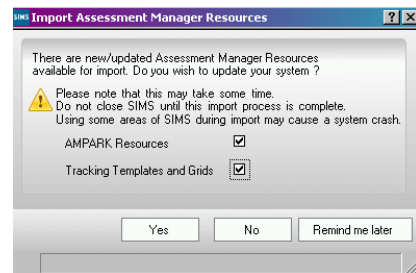 SIMS Import Assessment Manager Resources ? X
There are new/updated Assessment Manager Resources
available for import. Do you wish to update your system ?
Please note that this may take some time.
Do not close SIMS until this import process is complete.
Using some areas of SIMS during import may cause a system crash.
AMPARK Resources
Tracking Templates and Grids
Yes No Remind me later